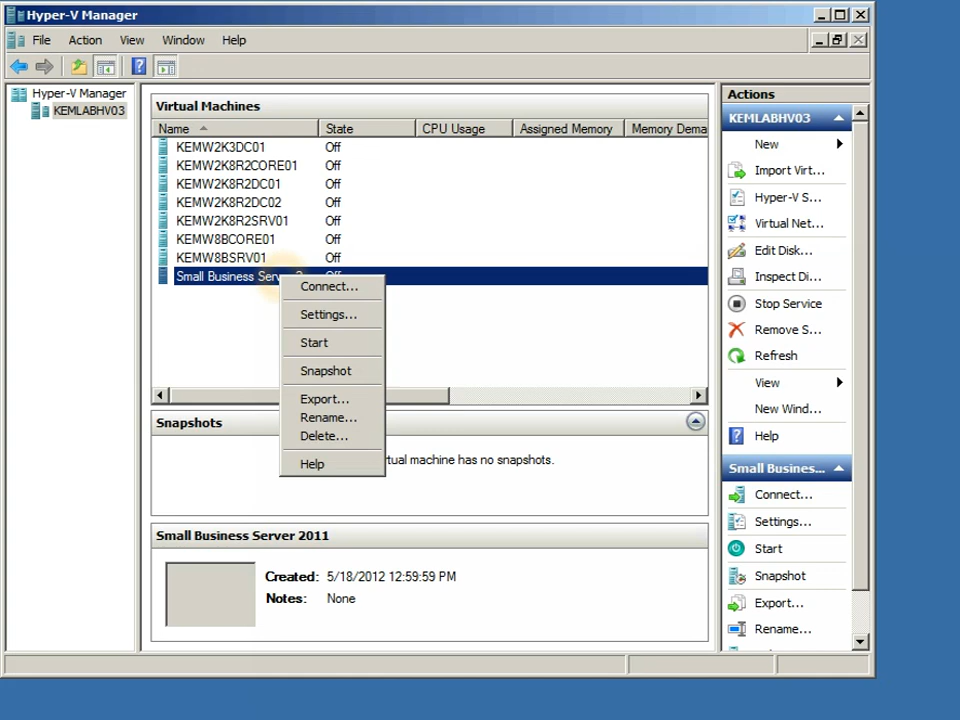 Hyper-V Manager
File Action View Window Help
Hyper-V Manager
KEMLABHV03
Virtual Machines
Name State CPU Usage Assigned Memory Memory Dema
KEMW2K3DC01 Off
KEMW2K8R2CORE01 Off
KEMW2K8R2DC01 Off
KEMW2K8R2DC02 Off
KEMW2K8R2SRV01 Off
KEMW8BCORE01 Off
KEMW8BSRV01 Off
Small Business Serv
Connect...
Settings...
Start
Snapshot
Export...
Rename...
Delete...
Help
Snapshots
rtual machine has no snapshots.
Small Business Server 2011
Created: 5/18/2012 12:59:59 PM
Notes: None
Actions
KEMLABHV03
New
Import Virt...
Hyper-V S...
Virtual Net...
Edit Disk...
Inspect Di...
Stop Service
Remove S...
Refresh
View
New Wind...
Help
Small Busines...
Connect...
Settings...
Start
Snapshot
Export...
Rename...